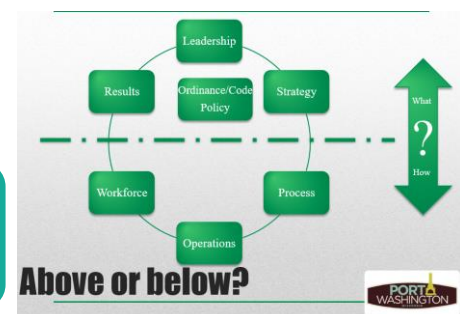 Leadership
Results
Ordinance/Code
Policy
Strategy
What
?
How
Workforce
Process
Operations
Above or below?
PORT
WASHINGTON